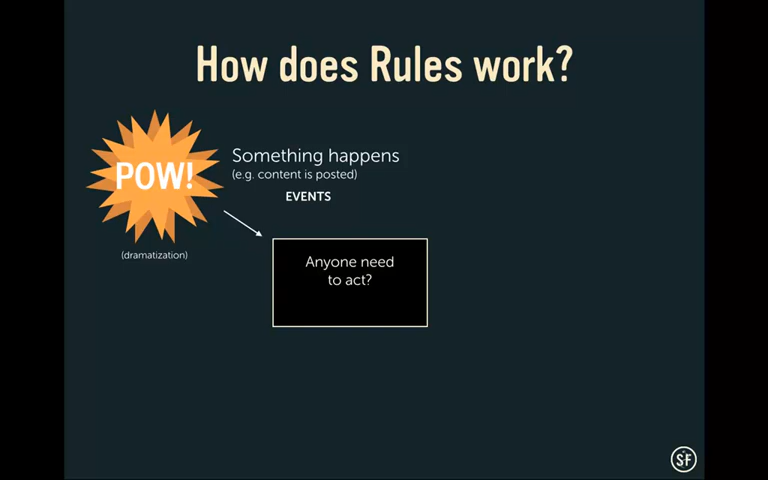 How does Rules work?
POW!
Something happens
(e.g. content is posted)
EVENTS
(dramatization)
Anyone need
to act?
SF